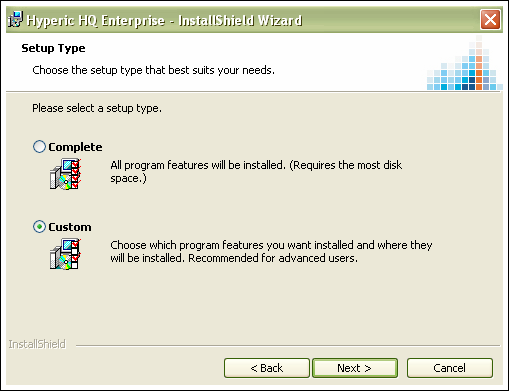 Hyperic HQ Enterprise - InstallShield Wizard
Setup Type
Choose the setup type that best suits your needs.
Please select a setup type.
Complete
All program features will be installed. (Requires the most disk
space.)
Custom
Choose which program features you want installed and where they
will be installed. Recommended for advanced users.
InstallShield
< Back
Next >
Cancel